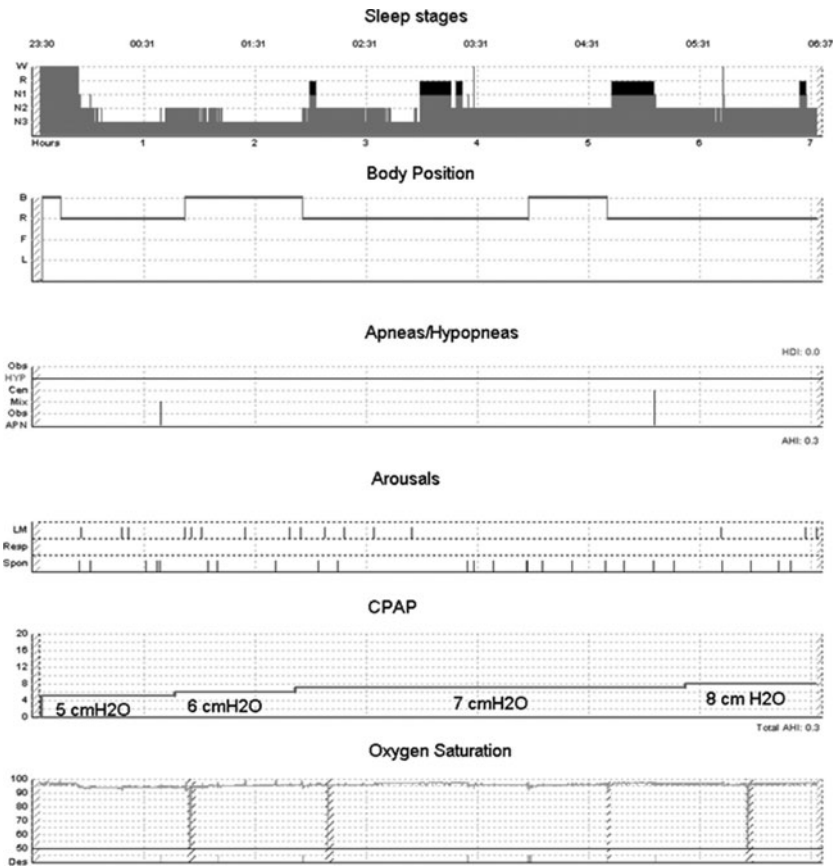 Sleep stages
23:30 00:31 01:31 02:31 03:31 04:31 05:31 06:37
W
R
N1
N2
N3
Hours 1 2 3 4 5 6 7
Body Position
B
R
F
L
Apneas/Hypopneas
HDI: 0.0
Obs
HYP
Cen
Mix
Obs
APN
AHI: 0.3
Arousals
LM
Resp
Spon
CPAP
20
16
12
8
4
0
5 cmH2O 6 cmH2O 7 cmH2O 8 cm H2O
Total AHI: 0.3
Oxygen Saturation
100
90
80
70
60
50
Des